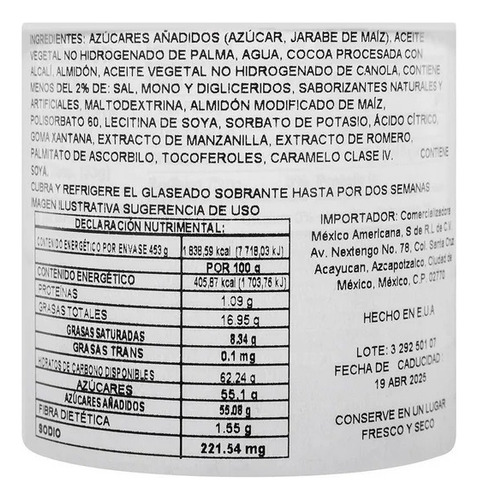 INGREDIENTES: AZÚCARES AÑADIDOS (AZÚCAR, JARABE DE MAÍZ), ACEITE
VEGETAL NO HIDROGENADO DE PALMA, AGUA, COCOA PROCESADA CON
ALCALI, ALMIDÓN, ACEITE VEGETAL NO HIDROGENADO DE CANOLA, CONTIENE
MENOS DEL 2% DE: SAL, MONO Y DIGLICERIDOS, SABORIZANTES NATURALES Y
ARTIFICIALES, MALTODEXTRINA, ALMIDÓN MODIFICADO DE MAÍZ,
POLISORBATO 60, LECITINA DE SOYA, SORBATO DE POTASIO, ÁCIDO CÍTRICO,
GOMA XANTANA, EXTRACTO DE MANZANILLA, EXTRACTO DE ROMERO,
PALMITATO DE ASCORBILO, TOCOFEROLES, CARAMELO CLASE IV. CONTIENE
SOYA.
CUBRA Y REFRIGERE EL GLASEADO SOBRANTE HASTA POR DOS SEMANAS
IMAGEN ILUSTRATIVA SUGERENCIA DE USO
DECLARACIÓN NUTRIMENTAL:
CONTENIDO ENERGÉTICO POR ENVASE 453 g 1 838,59 kcal (7 718,03 kJ)
POR 100 g
CONTENIDO ENERGÉTICO 405,87 kcal (1 703,76 kJ)
PROTEÍNAS 1.09 g
GRASAS TOTALES 16.95 g
GRASAS SATURADAS 8.34 g
GRASAS TRANS 0.1 mg
HIDRATOS DE CARBONO DISPONIBLES 62,24 g
AZÚCARES 55.1 g
AZÚCARES AÑADIDOS 55.08 g
FIBRA DIETÉTICA 1.55 g
SODIO 221.54 mg
IMPORTADOR: Comercializadora
México Americana, S de R.L de C.V
Av. Nextengo No. 78, Col. Santa Cruz
Acayucan, Azcapotzalco, Ciudad de
México, México, C.P. 02770
HECHO EN E.U.A
LOTE: 3 292 501 07
FECHA DE CADUCIDAD:
19 ABR 2025
CONSERVE EN UN LUGAR
FRESCO Y SECO